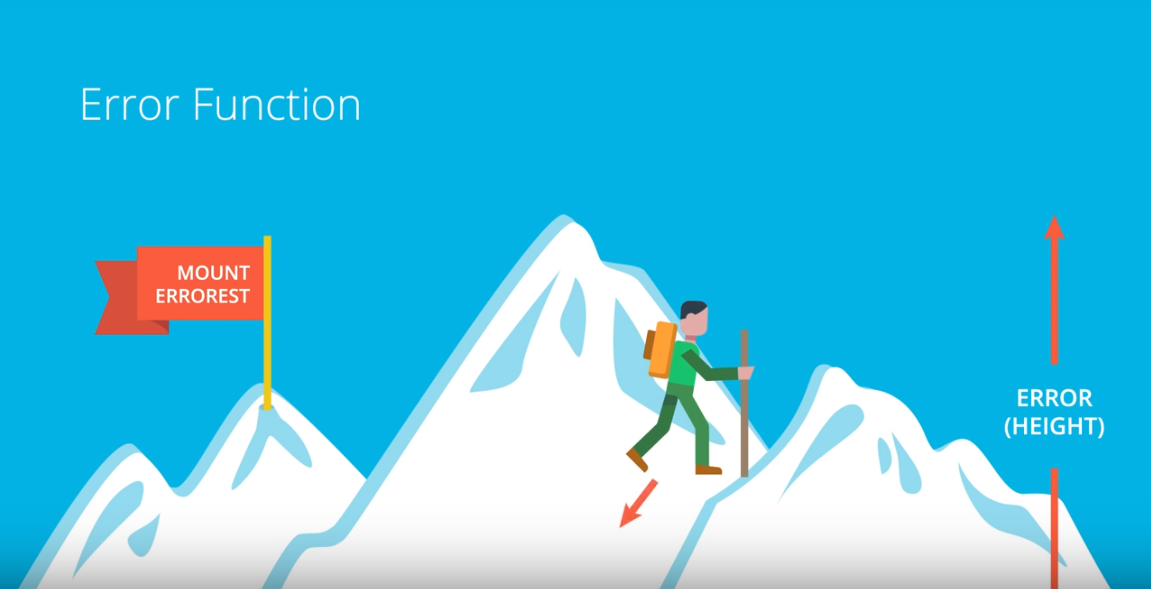 Error Function
MOUNT
ERROREST
ERROR
(HEIGHT)